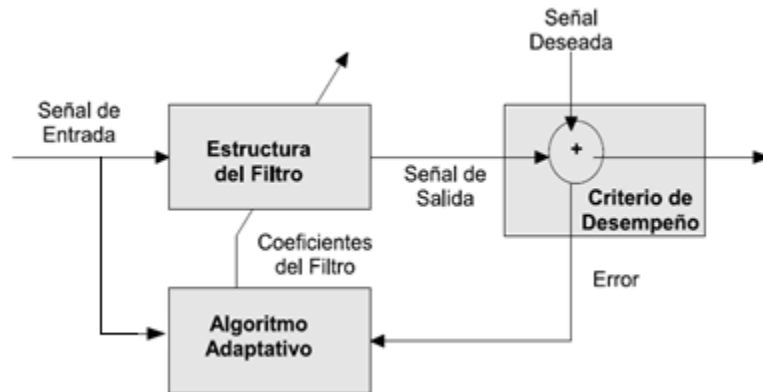 Señal
Deseada
Señal de
Entrada
Estructura
del Filtro
+
Señal de
Salida
Criterio de
Desempeño
Coeficientes
del Filtro
Error
Algoritmo
Adaptativo